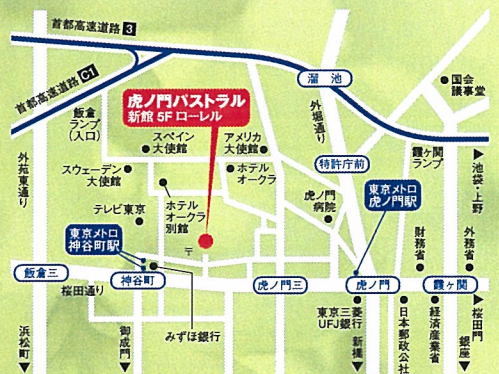 首都高速道路 3
首都高速道路 C1
飯倉
ランプ
(入口)
虎ノ門パストラル
新館 5F ローレル
溜池
国会
議事堂
外堀通り
スペイン
大使館
アメリカ
大使館
特許庁前
霞ヶ関
ランプ
池袋・上野
外苑東通り
スウェーデン
大使館
ホテル
オークラ
ホテル
オークラ
別館
虎ノ門
病院
東京メトロ
虎ノ門駅
テレビ東京
東京メトロ
神谷町駅
〒
財務省
外務省
飯倉三
桜田通り
神谷町
虎ノ門三
虎ノ門
霞ヶ関
みずほ銀行
東京三菱
UFJ銀行
日本郵政公社
経済産業省
桜田門
浜松町
御成門
新橋
銀座